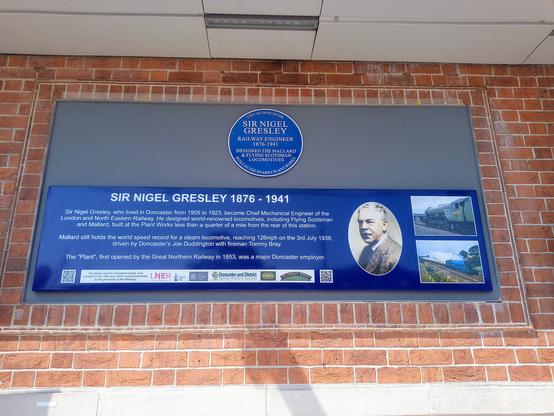 CITY OF DONCASTER
SIR NIGEL
GRESLEY
RAILWAY ENGINEER
1876-1941
DESIGNED THE MALLARD
& FLYING SCOTSMAN
LOCOMOTIVES
SIR NIGEL GRESLEY 1876 - 1941
Sir Nigel Gresley, who lived in Doncaster from 1905 to 1923, became Chief Mechanical Engineer of the
London and North Eastern Railway. He designed world-renowned locomotives, including Flying Scotsman
and Mallard, built at the Plant Works less than a quarter of a mile from the rear of this station.
Mallard still holds the world speed record for a steam locomotive, reaching 126mph on the 3rd July 1938,
driven by Doncaster's Joe Duddington with fireman Tommy Bray.
The "Plant", first opened by the Great Northern Railway in 1853, was a major Doncaster employer.
LNER
Doncaster and District